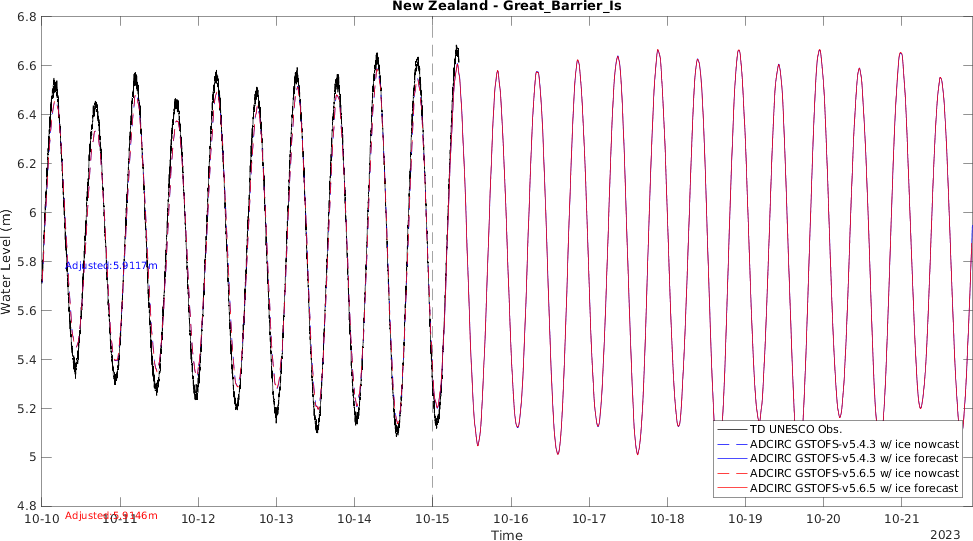 New Zealand - Great_Barrier_Is
6.8
6.6
6.4
6.2
6
5.8
5.6
5.4
5.2
5
4.8
Water Level (m)
Adjusted:5.9117m
Adjusted:5.9146m
TD UNESCO Obs.
ADCIRC GSTOFS-v5.4.3 w/ ice nowcast
ADCIRC GSTOFS-v5.4.3 w/ ice forecast
ADCIRC GSTOFS-v5.6.5 w/ ice nowcast
ADCIRC GSTOFS-v5.6.5 w/ ice forecast
10-10 10-11 10-12 10-13 10-14 10-15 10-16 10-17 10-18 10-19 10-20 10-21
Time
2023